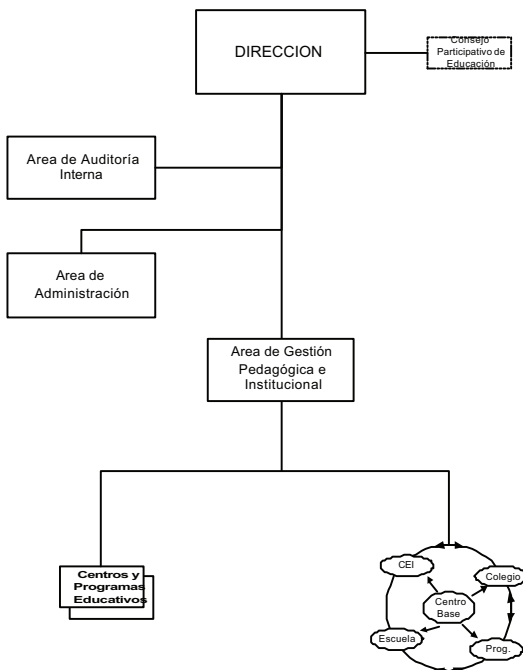 DIRECCION
Consejo
Participativo de
Educación
Area de Auditoría
Interna
Area de
Administración
Area de Gestión
Pedagógica e
Institucional
Centros y
Programas
Educativos
CEI
Colegio
Centro
Base
Escuela
Prog.